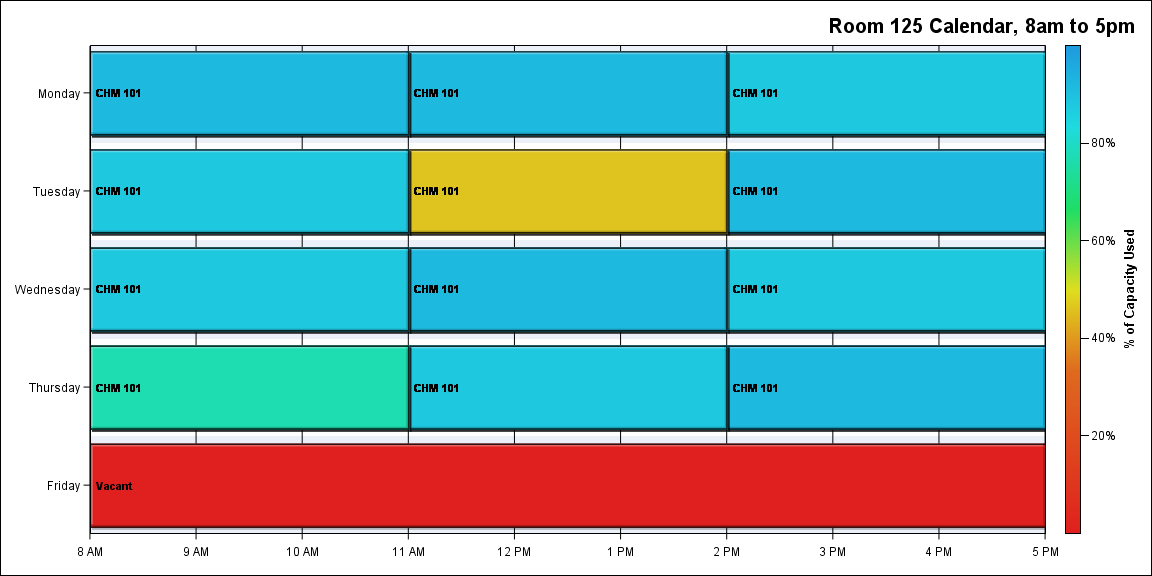 Room 125 Calendar, 8am to 5pm
Monday
CHM 101
CHM 101
CHM 101
80%
Tuesday
CHM 101
CHM 101
CHM 101
60%
% of Capacity Used
Wednesday
CHM 101
CHM 101
CHM 101
40%
Thursday
CHM 101
CHM 101
CHM 101
20%
Friday
Vacant
8 AM
9 AM
10 AM
11 AM
12 PM
1 PM
2 PM
3 PM
4 PM
5 PM